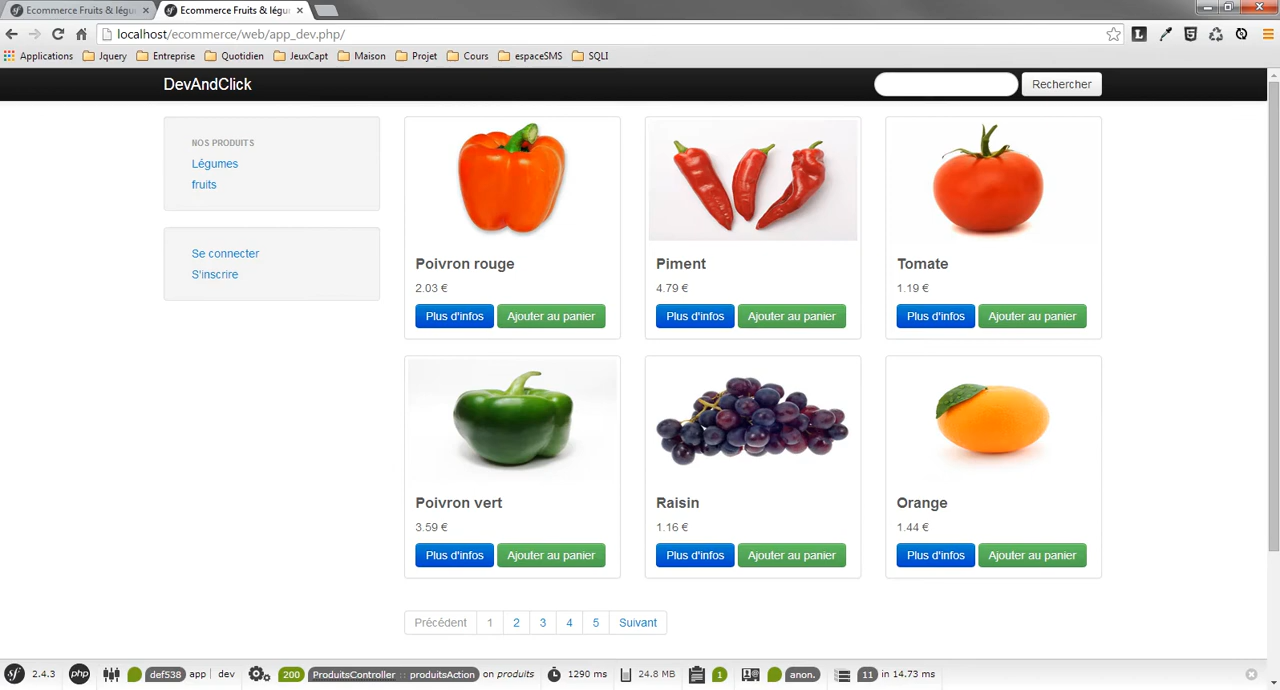 Ecommerce Fruits & légu
Ecommerce Fruits & légu
localhost/ecommerce/web/app_dev.php/
Applications Jquery Entreprise Quotidien JeuxCapt Maison Projet Cours espaceSMS SQLI
DevAndClick
Rechercher
NOS PRODUITS
Légumes
fruits
Se connecter
S'inscrire
Poivron rouge
2.03 €
Plus d'infos Ajouter au panier
Piment
4.79 €
Plus d'infos Ajouter au panier
Tomate
1.19 €
Plus d'infos Ajouter au panier
Poivron vert
3.59 €
Plus d'infos Ajouter au panier
Raisin
1.16 €
Plus d'infos Ajouter au panier
Orange
1.44 €
Plus d'infos Ajouter au panier
Précédent 1 2 3 4 5 Suivant
sf 2.4.3 php def538 app dev 200 ProduitsController :: produitsAction on produits 1290 ms 24.8 MB 1 anon. 11 in 14.73 ms